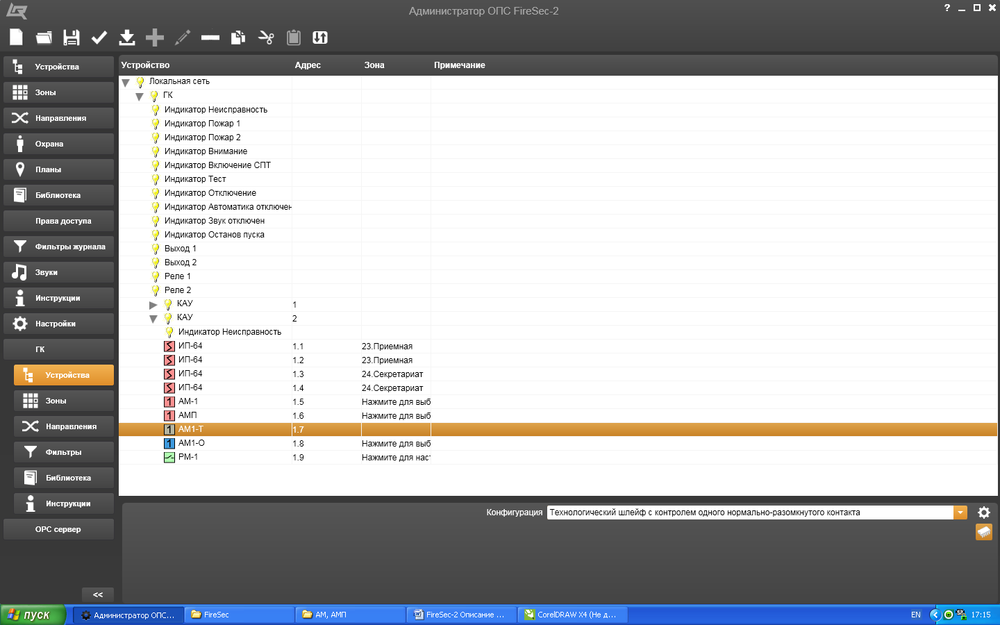 Администратор ОПС FireSec-2
?
Устройства
Зоны
Направления
Охрана
Планы
Библиотека
Права доступа
Фильтры журнала
Звуки
Инструкции
Настройки
ГК
Устройства
Зоны
Направления
Фильтры
Библиотека
Инструкции
OPC сервер
<<
Устройство Адрес Зона Примечание
Локальная сеть
ГК
Индикатор Неисправность
Индикатор Пожар 1
Индикатор Пожар 2
Индикатор Внимание
Индикатор Включение СПТ
Индикатор Тест
Индикатор Отключение
Индикатор Автоматика отключен
Индикатор Звук отключен
Индикатор Останов пуска
Выход 1
Выход 2
Реле 1
Реле 2
КАУ 1
КАУ 2
Индикатор Неисправность
ИП-64 1.1 23.Приемная
ИП-64 1.2 23.Приемная
ИП-64 1.3 24.Секретариат
ИП-64 1.4 24.Секретариат
1 АМ-1 1.5 Нажмите для выб
1 АМП 1.6 Нажмите для выб
1 АМ1-Т 1.7
1 АМ1-О 1.8 Нажмите для выб
РМ-1 1.9 Нажмите для нас
Конфигурация Технологический шлейф с контролем одного нормально-разомкнутого контакта
пуск Администратор ОПС... FireSec АМ, АМП FireSec-2 Описание ... CorelDRAW X4 (Не д... EN 17:15